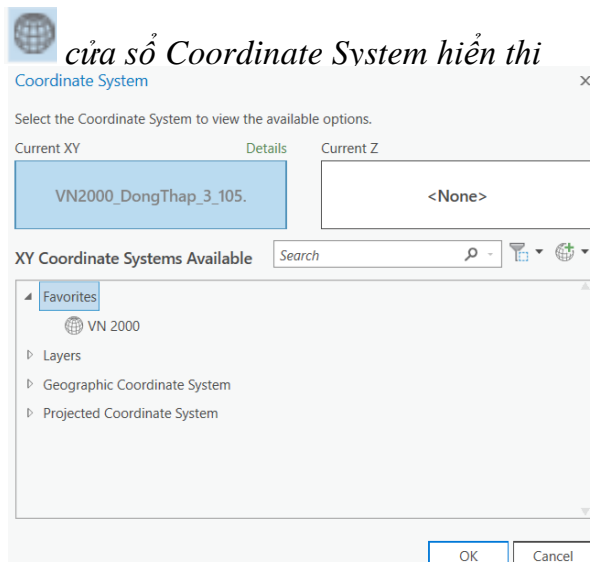 cửa sổ Coordinate System hiển thi
Coordinate System
Select the Coordinate System to view the available options.
Current XY Details Current Z
VN2000_DongThap_3_105. <None>
XY Coordinate Systems Available Search
Favorites
VN 2000
Layers
Geographic Coordinate System
Projected Coordinate System
OK Cancel